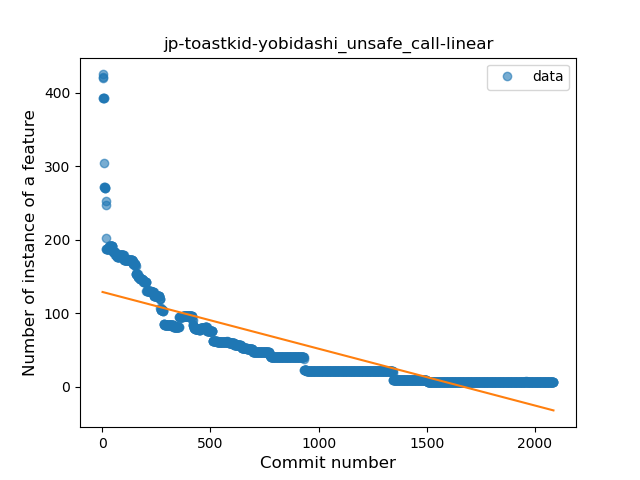 jp-toastkid-yobidashi_unsafe_call-linear
data
Number of instance of a feature
400
300
200
100
0
0 500 1000 1500 2000
Commit number